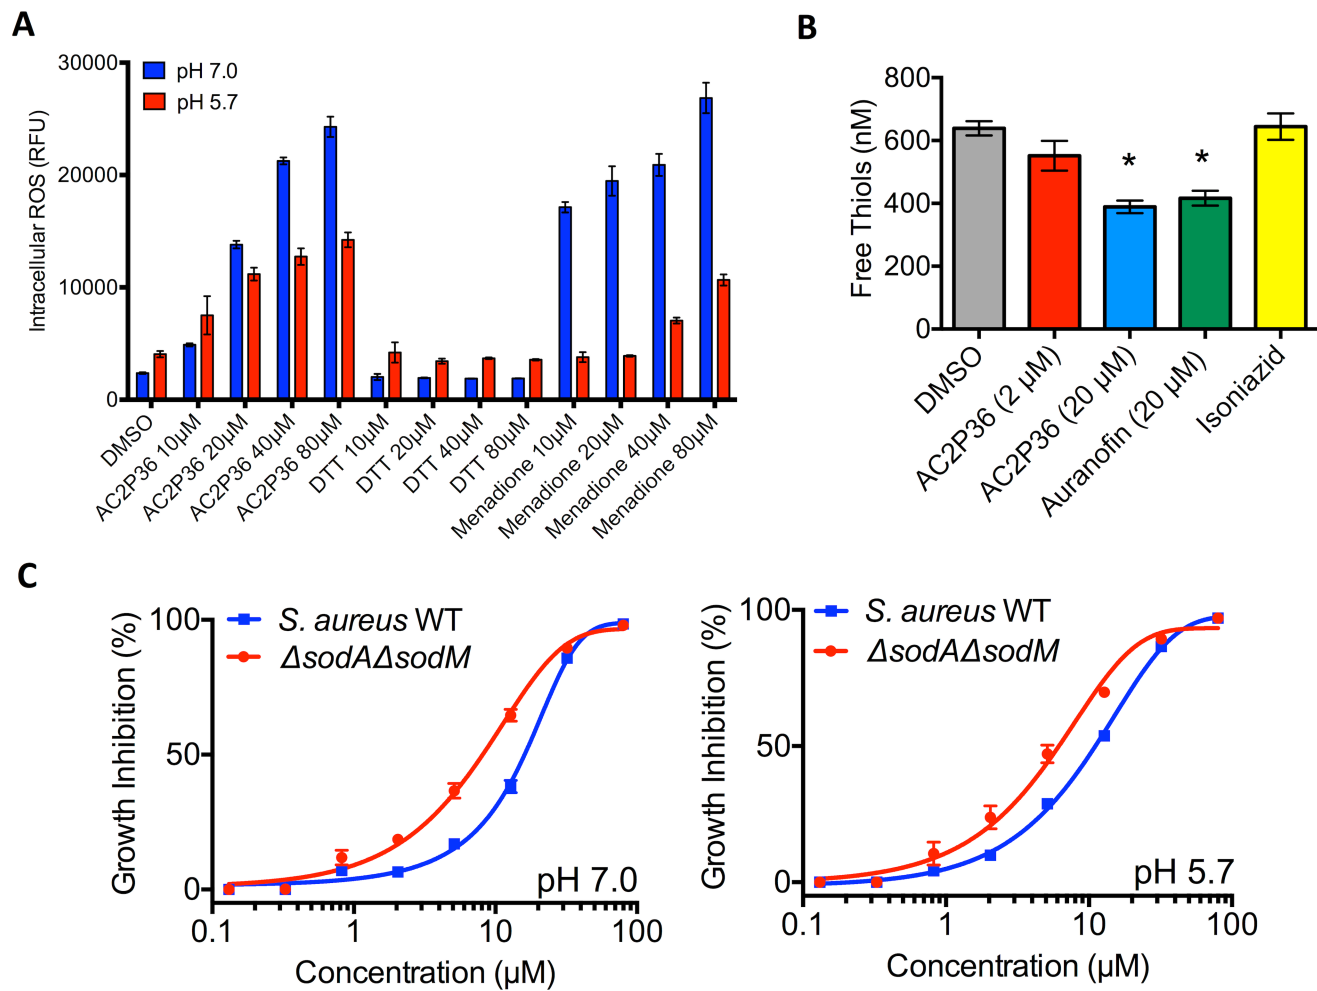 A
30000
20000
10000
0
Intracellular ROS (RFU)
pH 7.0
pH 5.7
DMSO
AC2P36 10µM
AC2P36 20µM
AC2P36 40µM
AC2P36 80µM
DTT 10µM
DTT 20µM
DTT 40µM
DTT 80µM
Menadione 10µM
Menadione 20µM
Menadione 40µM
Menadione 80µM
B
800
600
400
200
0
Free Thiols (nM)
*
*
DMSO
AC2P36 (2 µM)
AC2P36 (20 µM)
Auranofin (20 µM)
Isoniazid
C
100
50
0
Growth Inhibition (%)
S. aureus WT
ΔsodAΔsodM
pH 7.0
0.1
1
10
100
Concentration (µM)
100
50
0
Growth Inhibition (%)
S. aureus WT
ΔsodAΔsodM
pH 5.7
0.1
1
10
100
Concentration (µM)